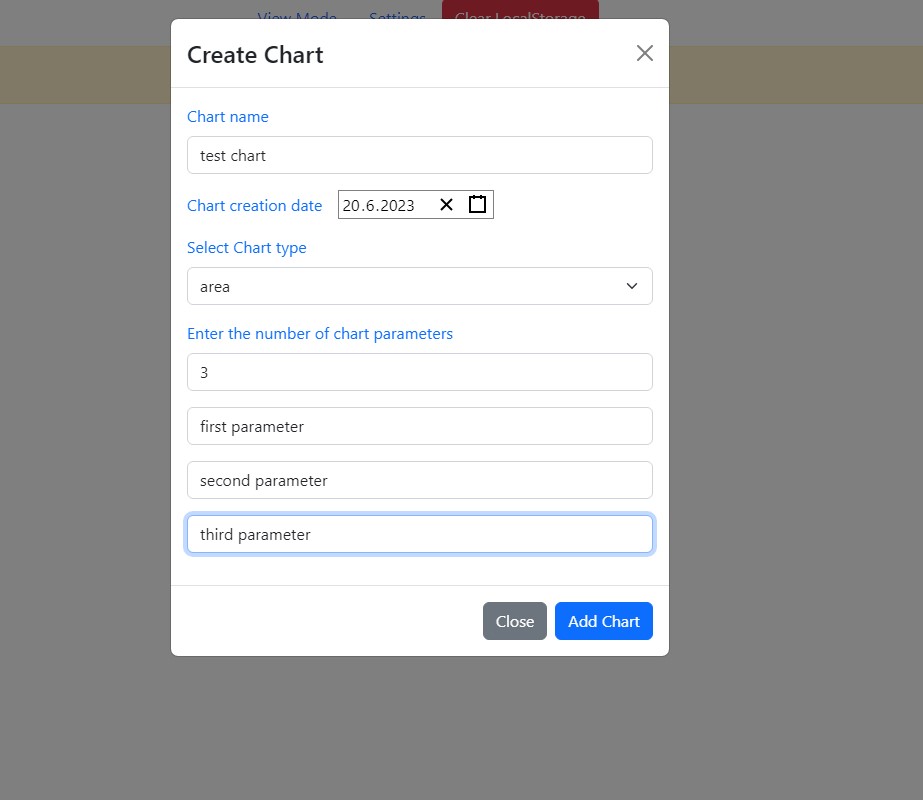 View Mode Settings Clear LocalStorage
Create Chart
Chart name
test chart
Chart creation date 20.6.2023
Select Chart type
area
Enter the number of chart parameters
3
first parameter
second parameter
third parameter
Close Add Chart